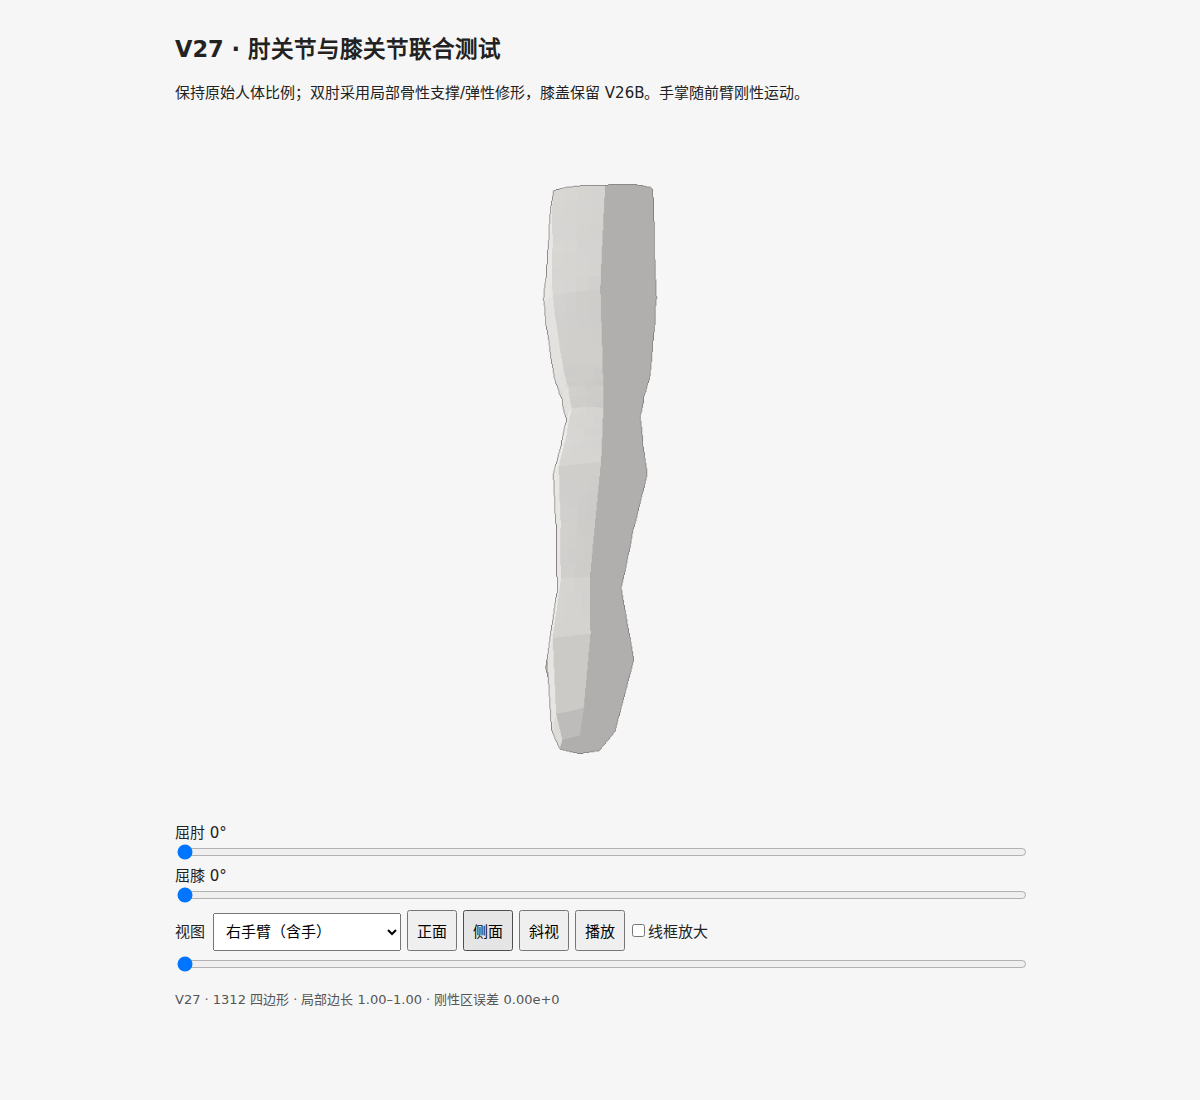 V27 · 肘关节与膝关节联合测试
保持原始人体比例；双肘采用局部骨性支撑/弹性修形，膝盖保留 V26B。手掌随前臂刚性运动。
屈肘 0°
屈膝 0°
视图 右手臂（含手） 正面 侧面 斜视 播放 线框放大
V27 · 1312 四边形 · 局部边长 1.00–1.00 · 刚性区误差 0.00e+0